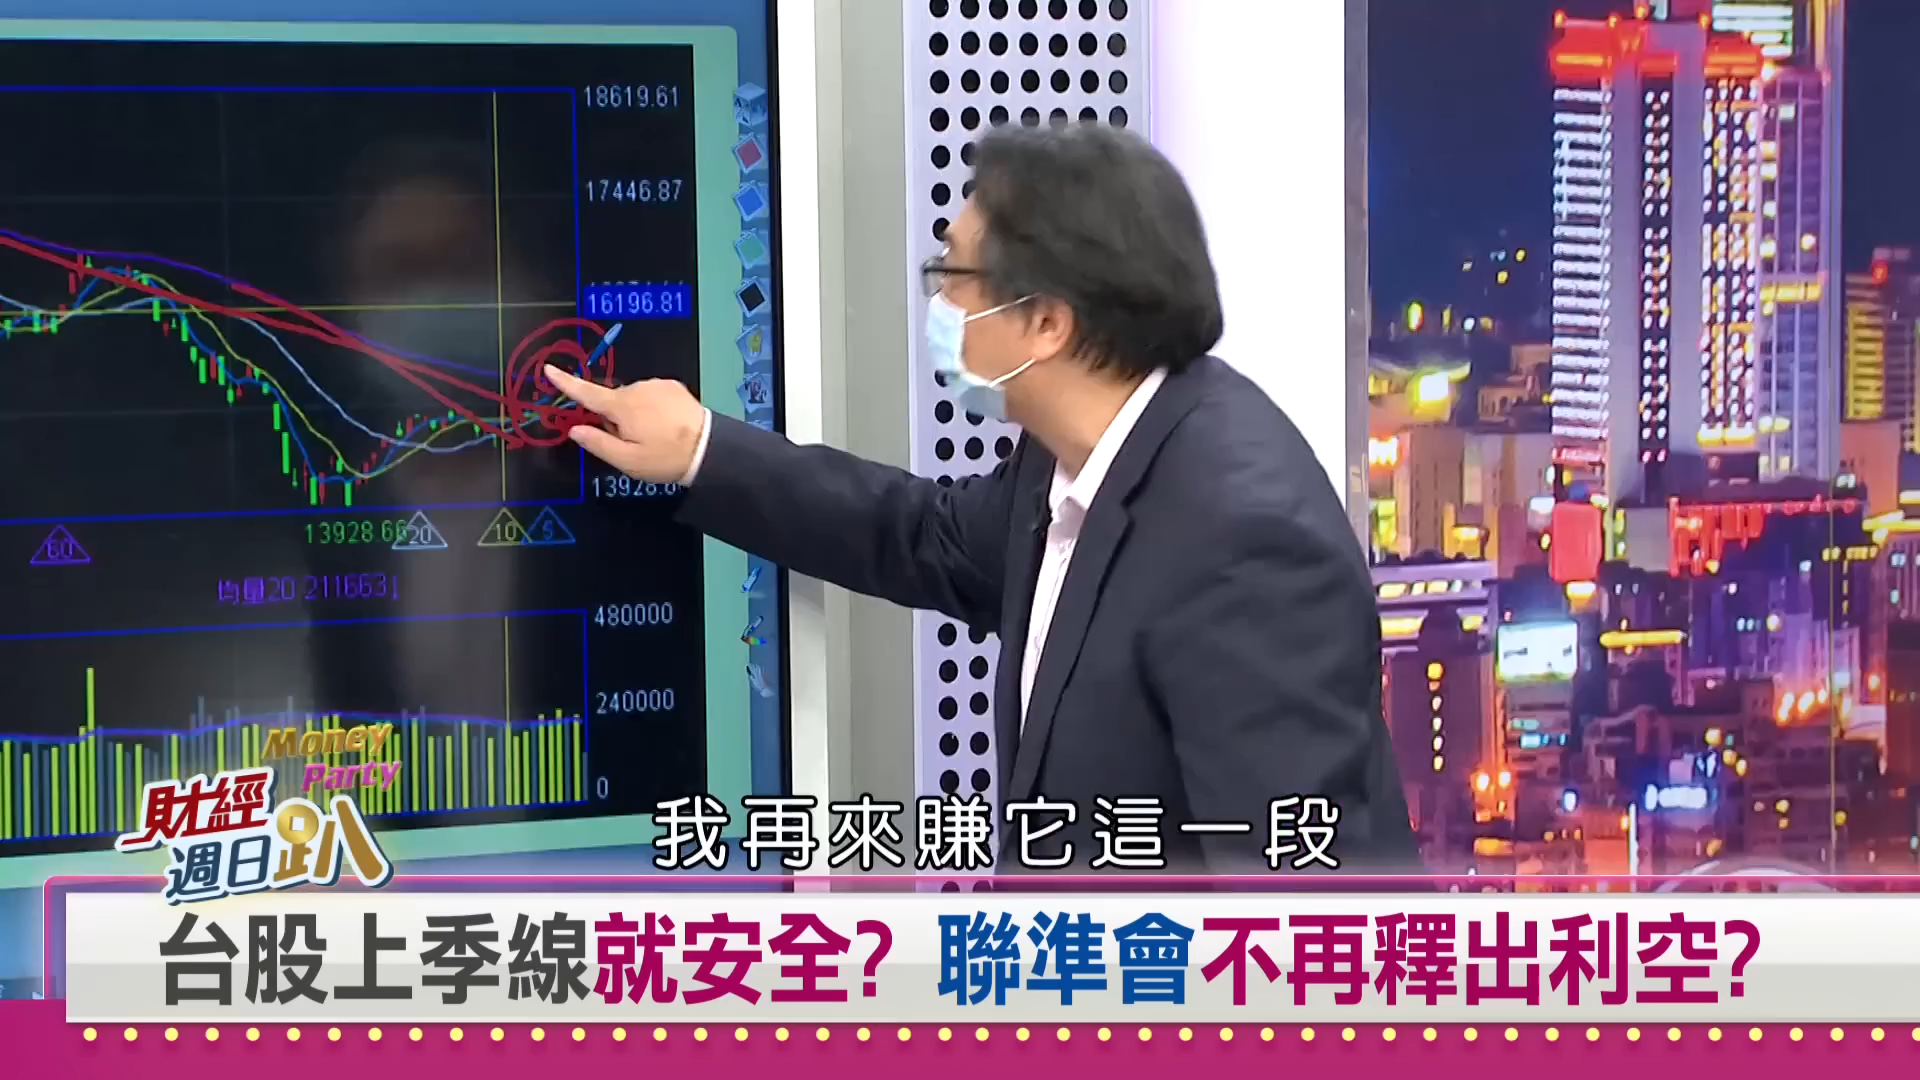 18619.61
17446.87
16196.81
13928.6
13928.66
60
20
10
5
均量20 2116631
480000
240000
0
Money
Party
財經
週日趴
我再來賺它這一段
台股上季線就安全? 聯準會不再釋出利空?